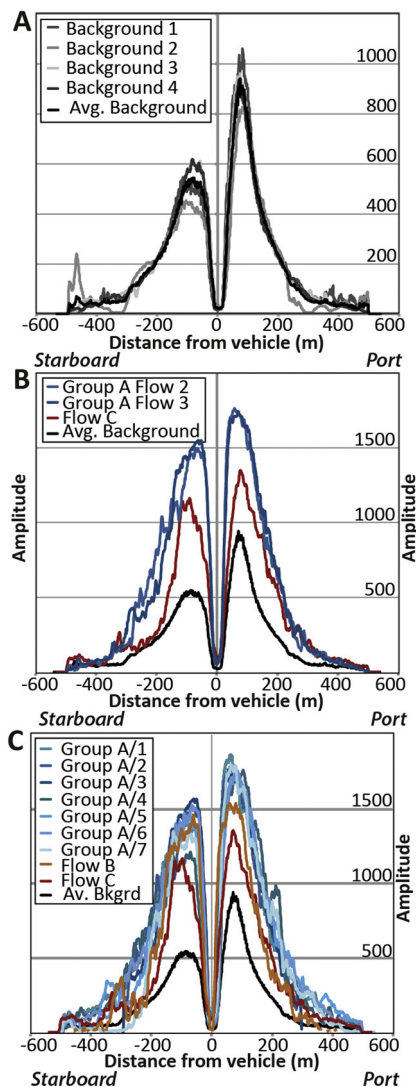 A
Background 1
Background 2
Background 3
Background 4
Avg. Background
1000
800
600
400
200
-600 -400 -200 0 200 400 600
Distance from vehicle (m)
Starboard Port
B
Group A Flow 2
Group A Flow 3
Flow C
Avg. Background
1500
1000
500
Amplitude
Amplitude
-600 -400 -200 0 200 400 600
Distance from vehicle (m)
Starboard Port
C
Group A/1
Group A/2
Group A/3
Group A/4
Group A/5
Group A/6
Group A/7
Flow B
Flow C
Av. Bkgrd
1500
1000
500
-600 -400 -200 0 200 400 600
Distance from vehicle (m)
Starboard Port